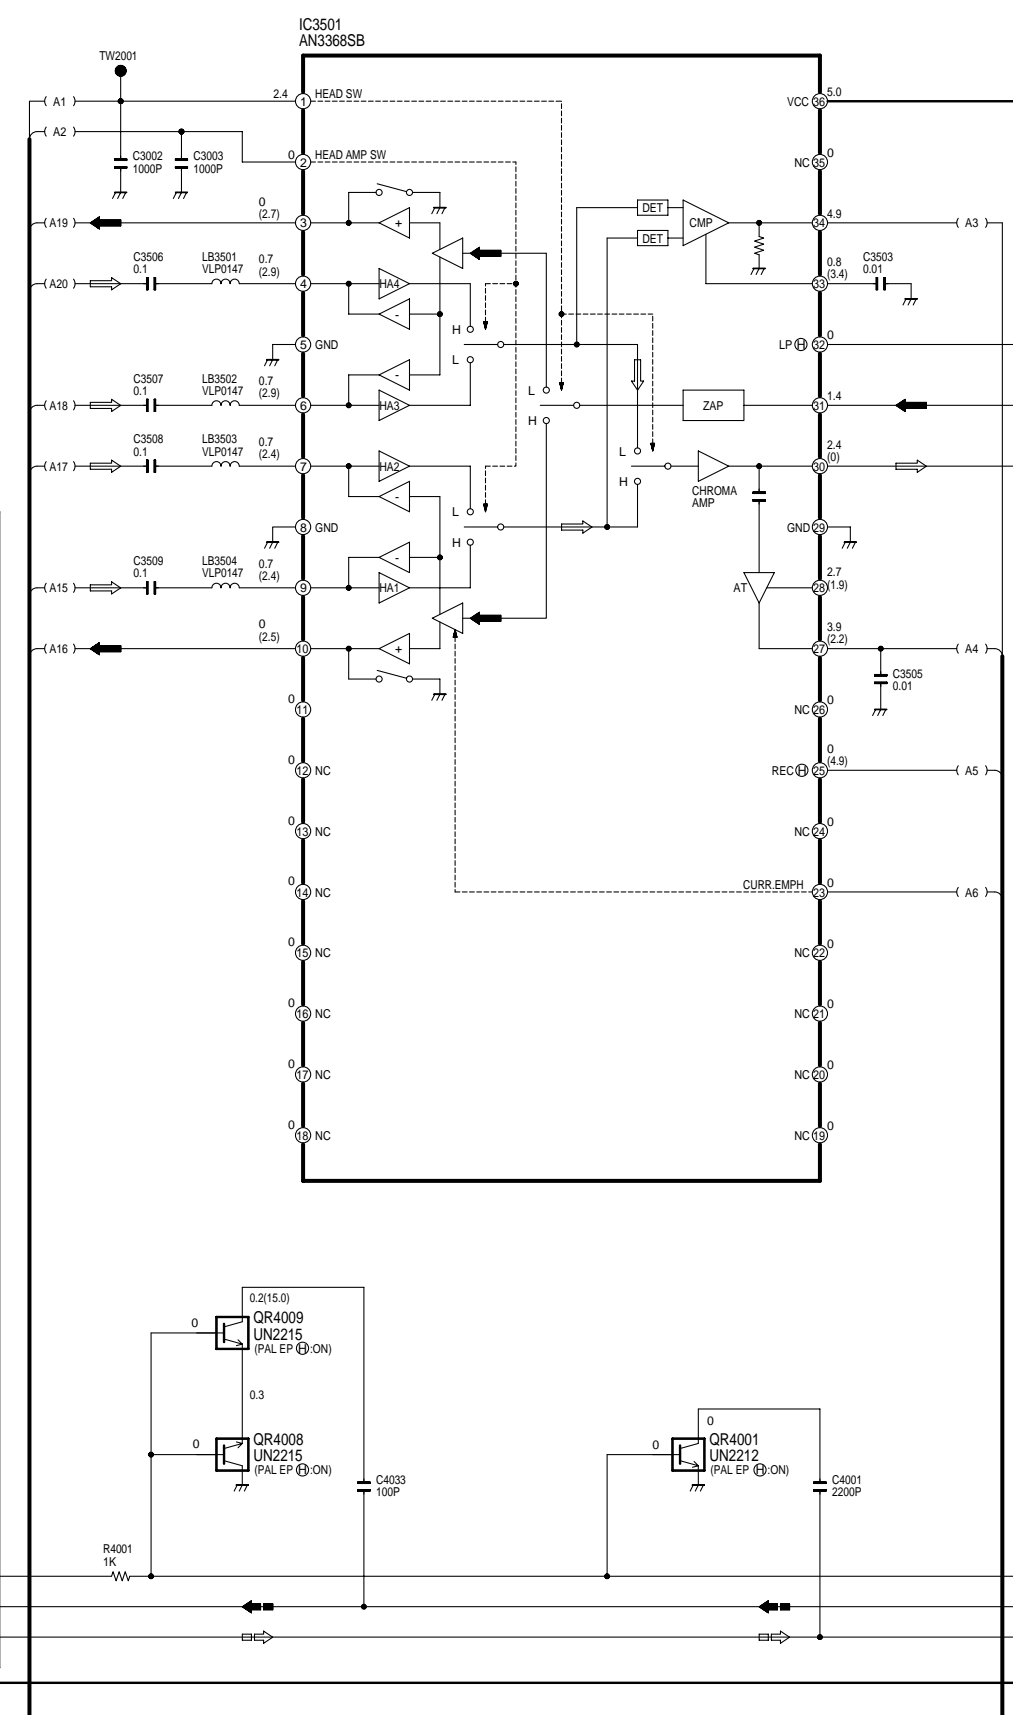 IC3501
AN3368SB
TW2001
A1
2.4
1
HEAD SW
VCC
36
5.0
A2
C3002
1000P
C3003
1000P
0
2
HEAD AMP SW
NC
35
0
A19
0
(2.7)
3
+
DET
CMP
DET
34
4.9
A3
A20
C3506
0.1
LB3501
VLP0147
0.7
(2.9)
4
HA4
-
33
0.8
(3.4)
C3503
0.01
H
L
5
GND
LP H
32
0
A18
C3507
0.1
LB3502
VLP0147
0.7
(2.9)
6
-
HA3
L
H
ZAP
31
1.4
A17
C3508
0.1
LB3503
VLP0147
0.7
(2.4)
7
HA2
-
L
H
CHROMA
AMP
30
2.4
(0)
L
H
8
GND
GND
29
A15
C3509
0.1
LB3504
VLP0147
0.7
(2.4)
9
-
HA1
AT
28
2.7
(1.9)
A16
0
(2.5)
10
+
27
3.9
(2.2)
A4
C3505
0.01
0
11
NC
26
0
0
12
NC
REC H
25
0
(4.9)
A5
0
13
NC
NC
24
0
0
14
NC
CURR.EMPH
23
0
A6
0
15
NC
NC
22
0
0
16
NC
NC
21
0
0
17
NC
NC
20
0
0
18
NC
NC
19
0
0.2(15.0)
0
QR4009
UN2215
(PAL EP H:ON)
0.3
0
QR4008
UN2215
(PAL EP H:ON)
C4033
100P
0
0
QR4001
UN2212
(PAL EP H:ON)
C4001
2200P
R4001
1K